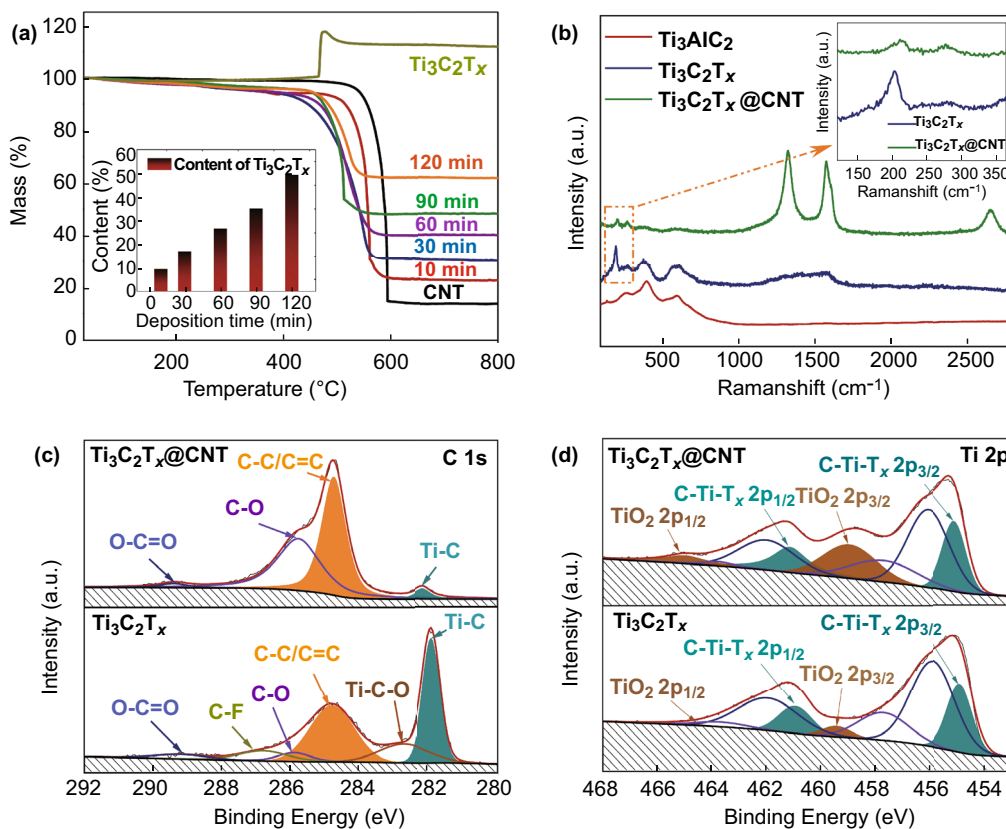 (a)
120
100
80
60
40
20
0
Mass (%)
200
400
600
800
Temperature (°C)
Ti₃C₂Tₓ
120 min
90 min
60 min
30 min
10 min
CNT
60
50
40
30
20
10
0
Content (%)
Content of Ti₃C₂Tₓ
0
30
60
90
120
Deposition time (min)
(b)
Ti₃AlC₂
Ti₃C₂Tₓ
Ti₃C₂Tₓ @CNT
Intensity (a.u.)
500
1000
1500
2000
2500
Ramanshift (cm⁻¹)
Intensity (a.u.)
Ti₃C₂Tₓ
Ti₃C₂Tₓ@CNT
150
200
250
300
350
Ramanshift (cm⁻¹)
(c)
Ti₃C₂Tₓ@CNT
C 1s
C-C/C=C
C-O
O-C=O
Ti-C
Ti₃C₂Tₓ
Ti-C
C-C/C=C
Ti-C-O
C-O
C-F
O-C=O
Intensity (a.u.)
292
290
288
286
284
282
280
Binding Energy (eV)
(d)
Ti₃C₂Tₓ@CNT
Ti 2p
C-Ti-Tₓ 2p₃/₂
TiO₂ 2p₃/₂
C-Ti-Tₓ 2p₁/₂
TiO₂ 2p₁/₂
Ti₃C₂Tₓ
C-Ti-Tₓ 2p₃/₂
C-Ti-Tₓ 2p₁/₂
TiO₂ 2p₃/₂
TiO₂ 2p₁/₂
Intensity (a.u.)
468
466
464
462
460
458
456
454
Binding Energy (eV)